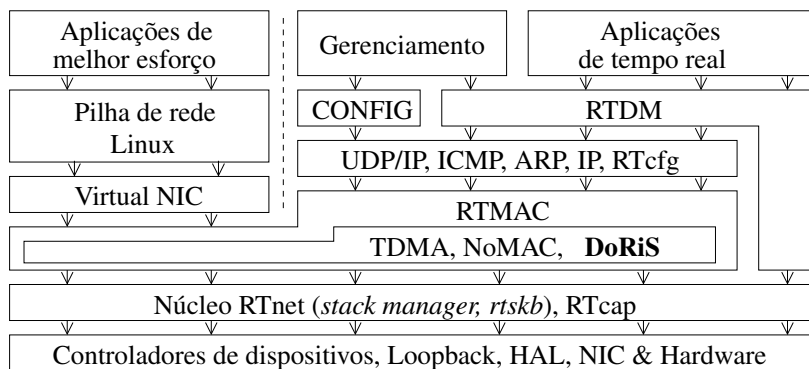 Aplicações de
melhor esforço
Gerenciamento
Aplicações
de tempo real
Pilha de rede
Linux
CONFIG
RTDM
UDP/IP, ICMP, ARP, IP, RTcfg
Virtual NIC
RTMAC
TDMA, NoMAC, DoRiS
Núcleo RTnet (stack manager, rtskb), RTcap
Controladores de dispositivos, Loopback, HAL, NIC & Hardware